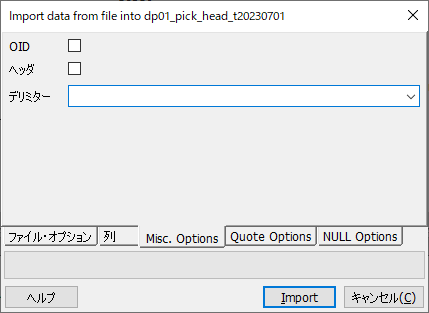 Import data from file into dp01_pick_head_t20230701
OID
ヘッダ
デリミター
ファイル・オプション 列 Misc. Options Quote Options NULL Options
ヘルプ Import キャンセル(C)